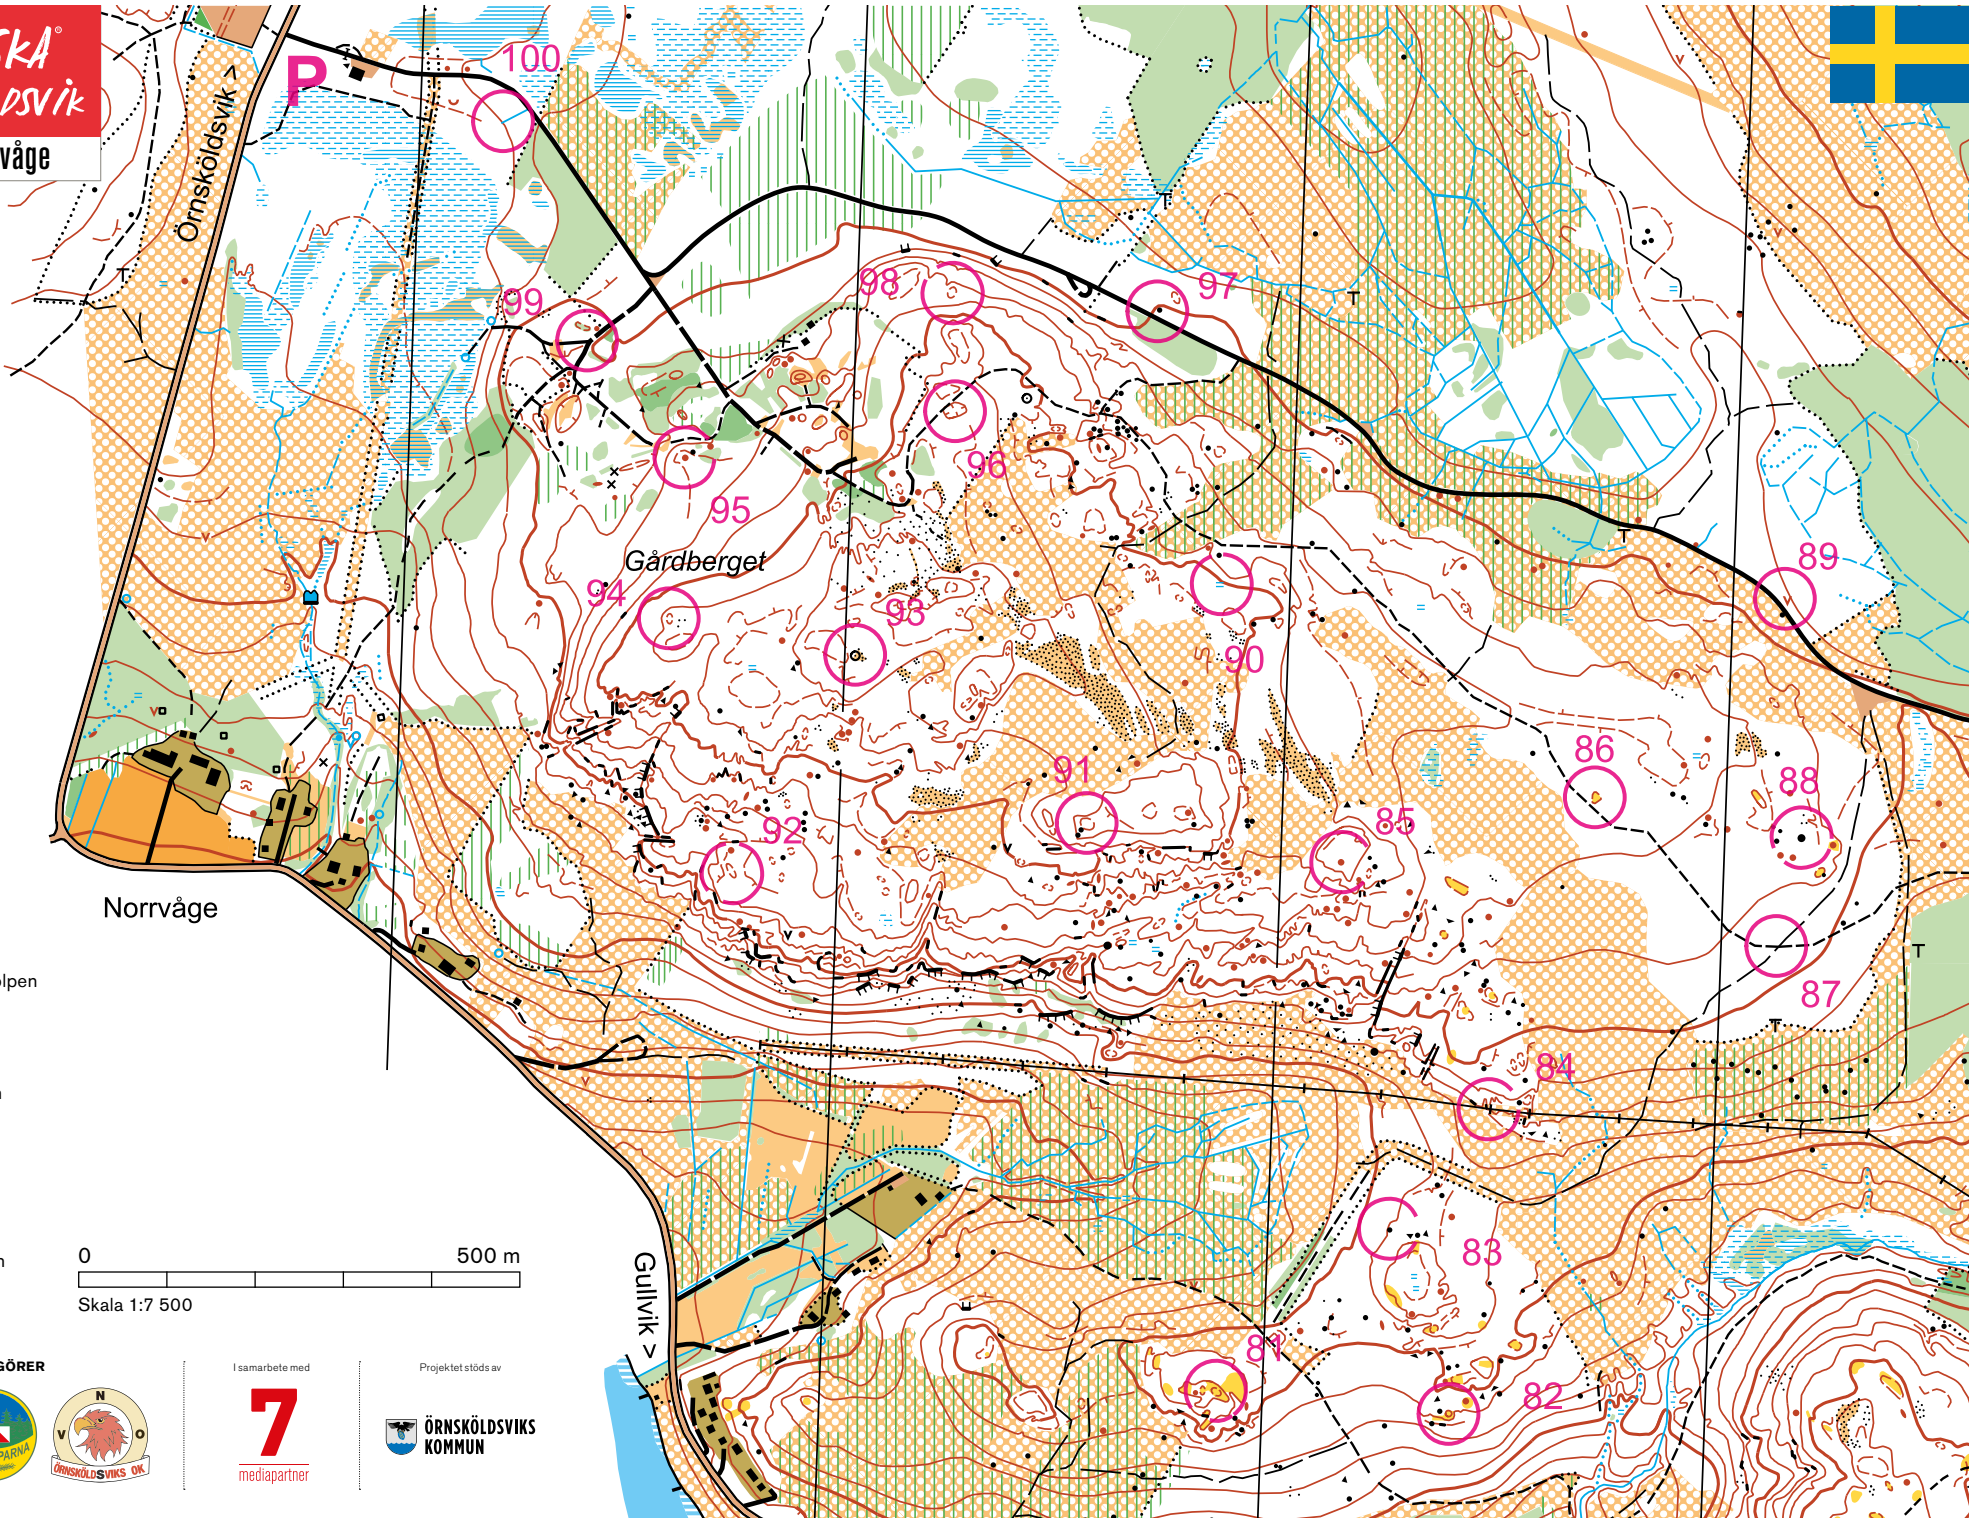 SKA
DSVIK
våge
P
Örnsköldsvik >
100
99
98
97
96
95
Gårdberget
94
93
90
89
86
91
88
92
85
Norrvåge
87
84
83
81
82
0 500 m
Skala 1:7 500
Gullvik >
GÖRER
PARNA
N
V O
ÖRNSKÖLDSVIKS OK
I samarbete med
7
mediapartner
Projektet stöds av
ÖRNSKÖLDSVIKS
KOMMUN